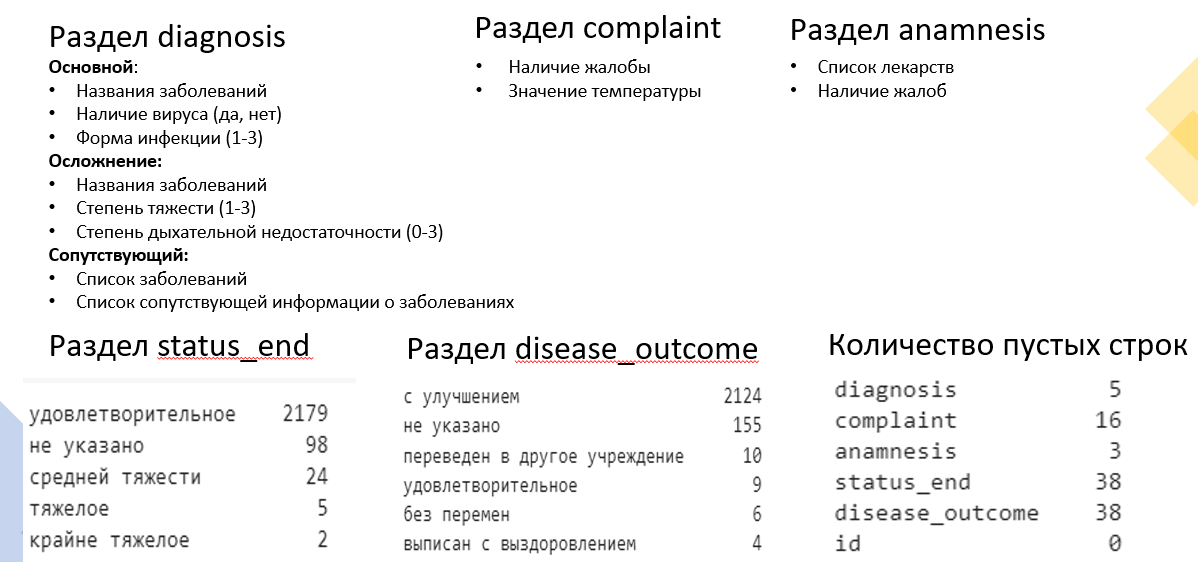 Раздел diagnosis
Основной:
• Названия заболеваний
• Наличие вируса (да, нет)
• Форма инфекции (1-3)
Осложнение:
• Названия заболеваний
• Степень тяжести (1-3)
• Степень дыхательной недостаточности (0-3)
Сопутствующий:
• Список заболеваний
• Список сопутствующей информации о заболеваниях
Раздел complaint
• Наличие жалобы
• Значение температуры
Раздел anamnesis
• Список лекарств
• Наличие жалоб
Раздел status_end
удовлетворительное 2179
не указано 98
средней тяжести 24
тяжелое 5
крайне тяжелое 2
Раздел disease_outcome
с улучшением 2124
не указано 155
переведен в другое учреждение 10
удовлетворительное 9
без перемен 6
выписан с выздоровлением 4
Количество пустых строк
diagnosis 5
complaint 16
anamnesis 3
status_end 38
disease_outcome 38
id 0